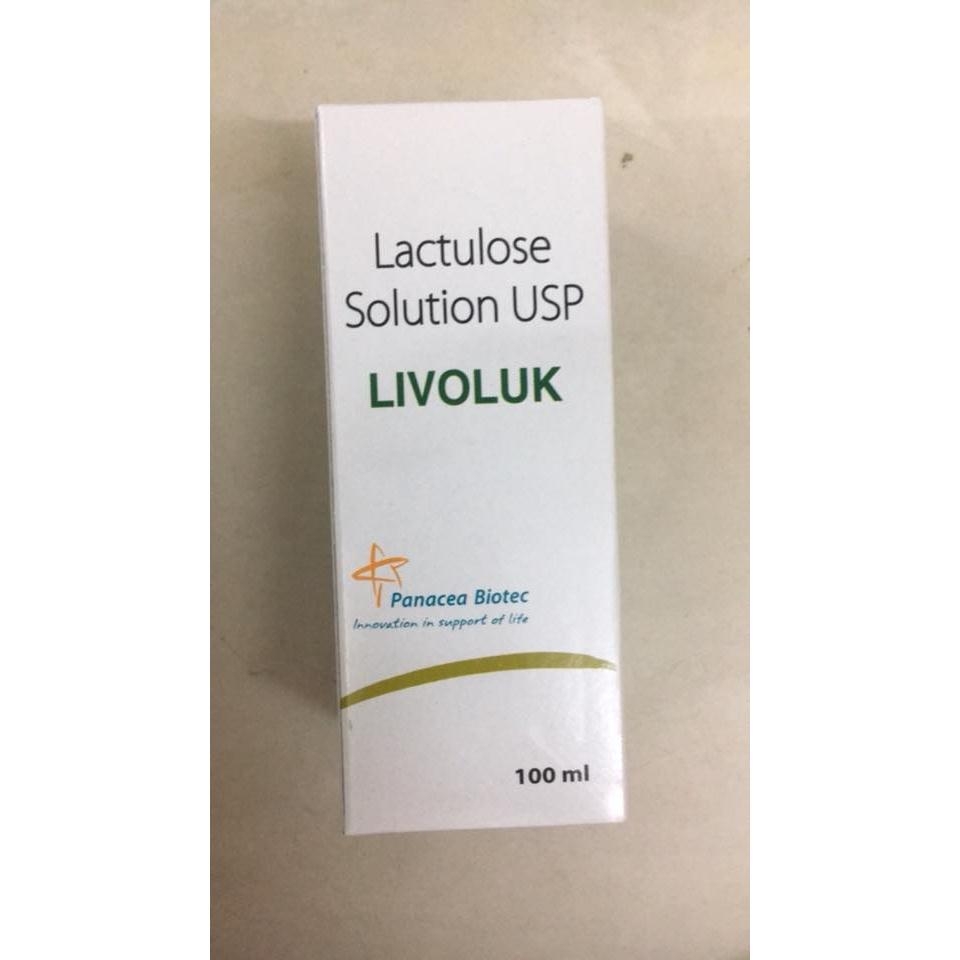 Lactulose
Solution USP
LIVOLUK
Panacea Biotec
Innovation in support of life
100 ml